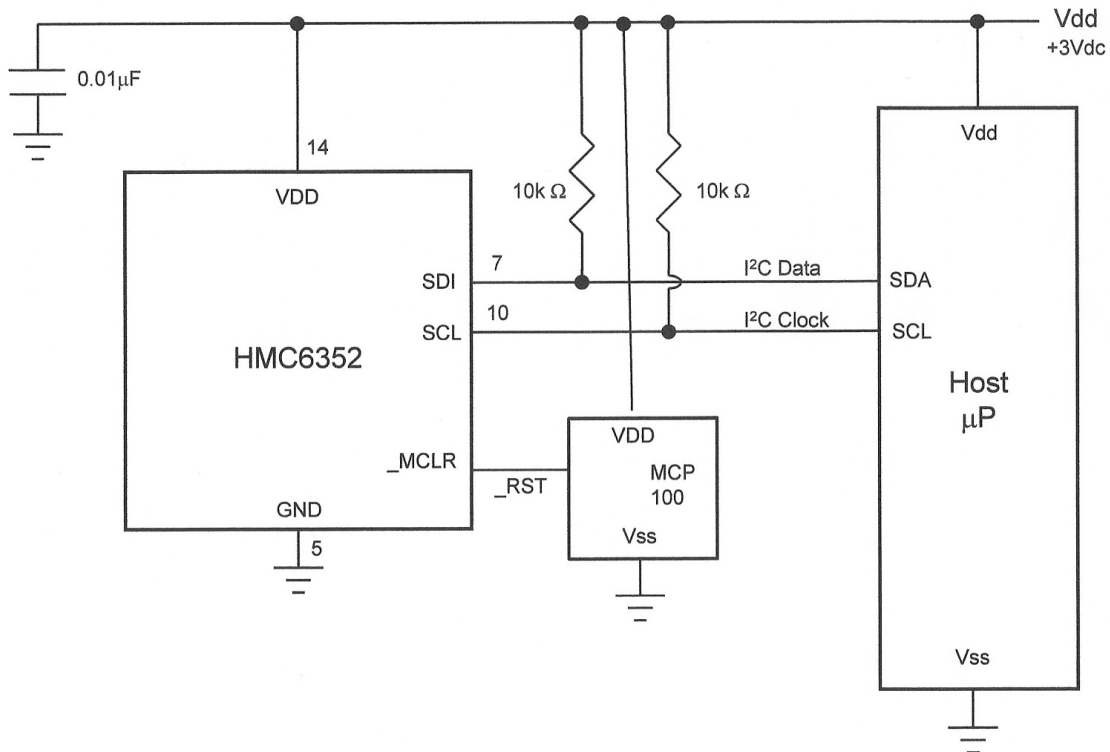 Vdd
+3Vdc
0.01µF
14
VDD
Vdd
10k Ω
10k Ω
7
SDI
I²C Data
SDA
10
SCL
I²C Clock
SCL
HMC6352
Host
µP
VDD
_MCLR
_RST
MCP
100
GND
Vss
5
Vss